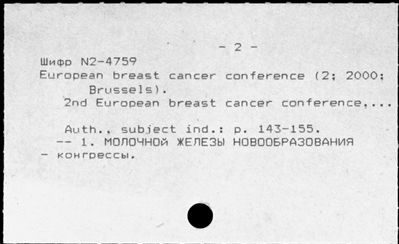 - 2 -
Шифр N2-4759
European breast cancer conference (2; 2000;
Brussels).
2nd European breast cancer conference,...
Auth., subject ind.: p. 143-155.
-- 1. МОЛОЧНОЙ ЖЕЛЕЗЫ НОВООБРАЗОВАНИЯ
- конгрессы.